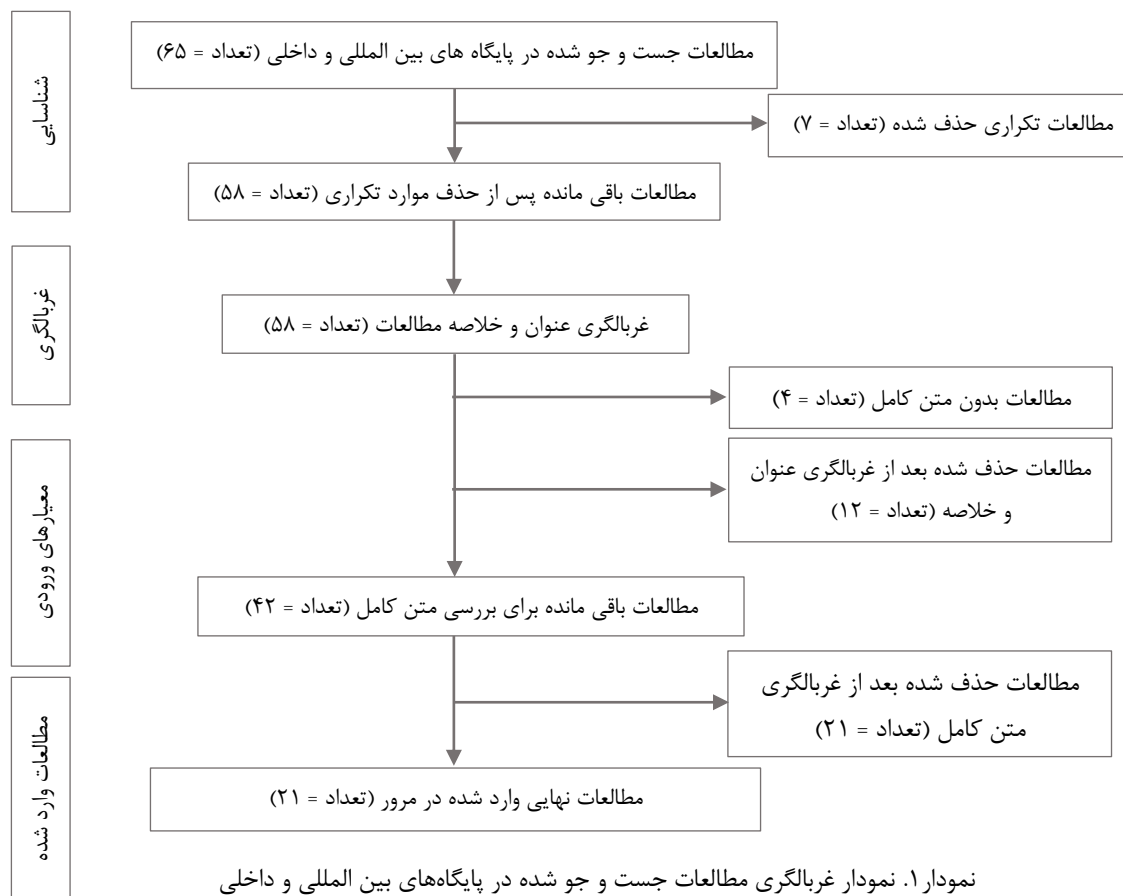 شناسایی
مطالعات جست و جو شده در پایگاه های بین المللی و داخلی (تعداد = ۶۵)
مطالعات تکراری حذف شده (تعداد = ۷)
مطالعات باقی مانده پس از حذف موارد تکراری (تعداد = ۵۸)
غربالگری
غربالگری عنوان و خلاصه مطالعات (تعداد = ۵۸)
مطالعات بدون متن کامل (تعداد = ۴)
معیارهای ورودی
مطالعات حذف شده بعد از غربالگری عنوان
و خلاصه (تعداد = ۱۲)
مطالعات باقی مانده برای بررسی متن کامل (تعداد = ۴۲)
مطالعات وارد شده
مطالعات حذف شده بعد از غربالگری
متن کامل (تعداد = ۲۱)
مطالعات نهایی وارد شده در مرور (تعداد = ۲۱)
نمودار ۱. نمودار غربالگری مطالعات جست و جو شده در پایگاه‌های بین المللی و داخلی